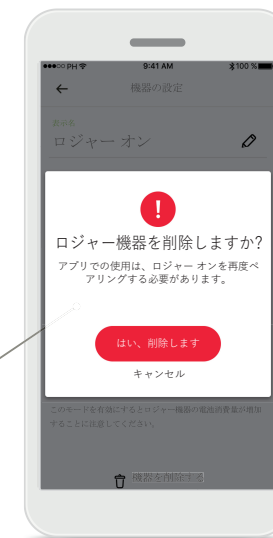 PH
9:41 AM
100 %
機器の設定
表示名
ロジャー オン
!
ロジャー機器を削除しますか?
アプリでの使用は、ロジャー オンを再度ペ
アリングする必要があります。
はい、削除します
キャンセル
このモードを有効にするとロジャー機器の電池消費量が増加
することに注意してください。
機器を削除する